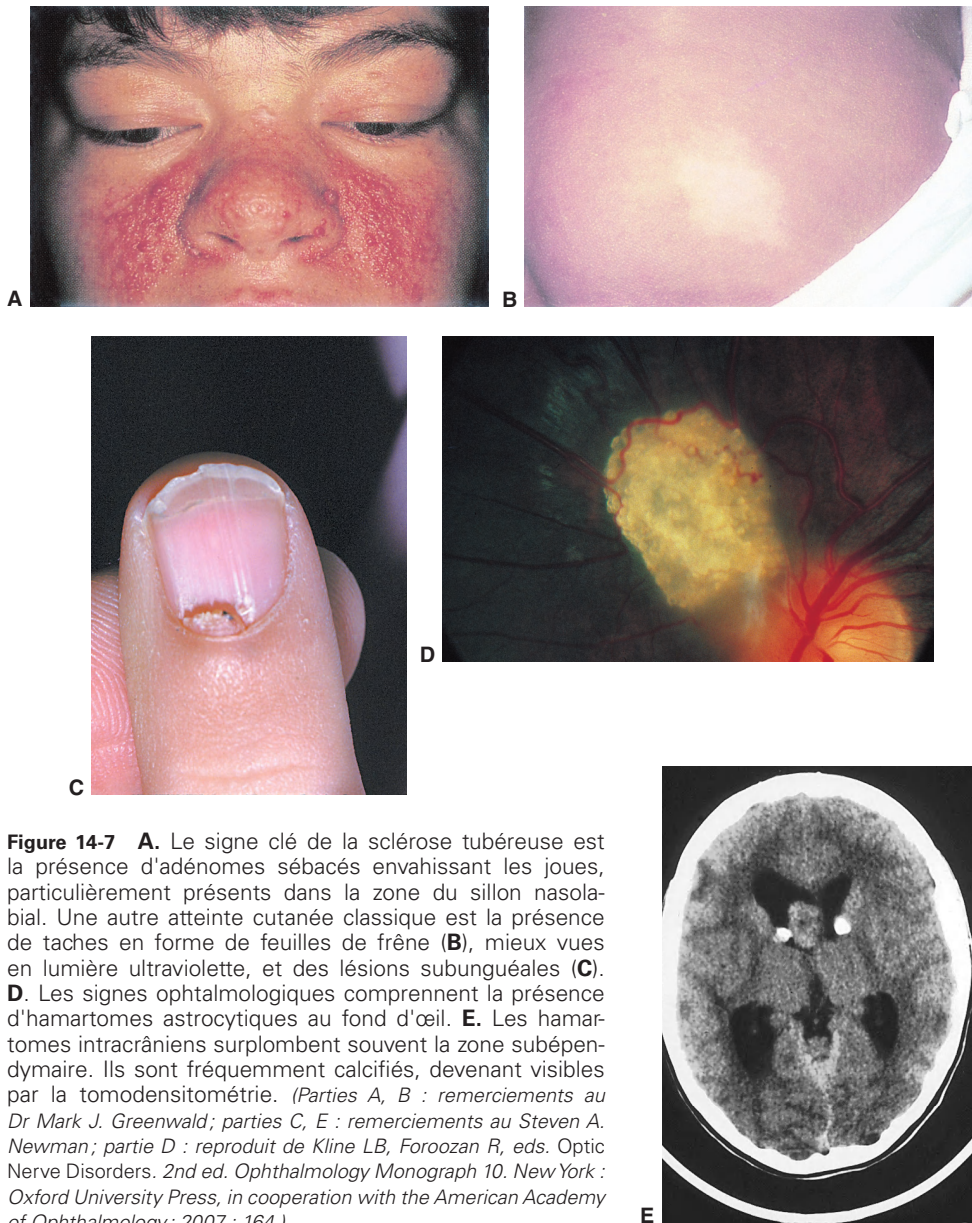 A
B
C
D
Figure 14-7 A. Le signe clé de la sclérose tubéreuse est
la présence d'adénomes sébacés envahissant les joues,
particulièrement présents dans la zone du sillon nasola-
bial. Une autre atteinte cutanée classique est la présence
de taches en forme de feuilles de frêne (B), mieux vues
en lumière ultraviolette, et des lésions subunguéales (C).
D. Les signes ophtalmologiques comprennent la présence
d'hamartomes astrocytiques au fond d'œil. E. Les hamar-
tomes intracrâniens surplombent souvent la zone subépen-
dymaire. Ils sont fréquemment calcifiés, devenant visibles
par la tomodensitométrie. (Parties A, B : remerciements au
Dr Mark J. Greenwald ; parties C, E : remerciements au Steven A.
Newman ; partie D : reproduit de Kline LB, Foroozan R, eds. Optic
Nerve Disorders. 2nd ed. Ophthalmology Monograph 10. New York :
Oxford University Press, in cooperation with the American Academy
of Ophthalmology ; 2007 : 164.)
E